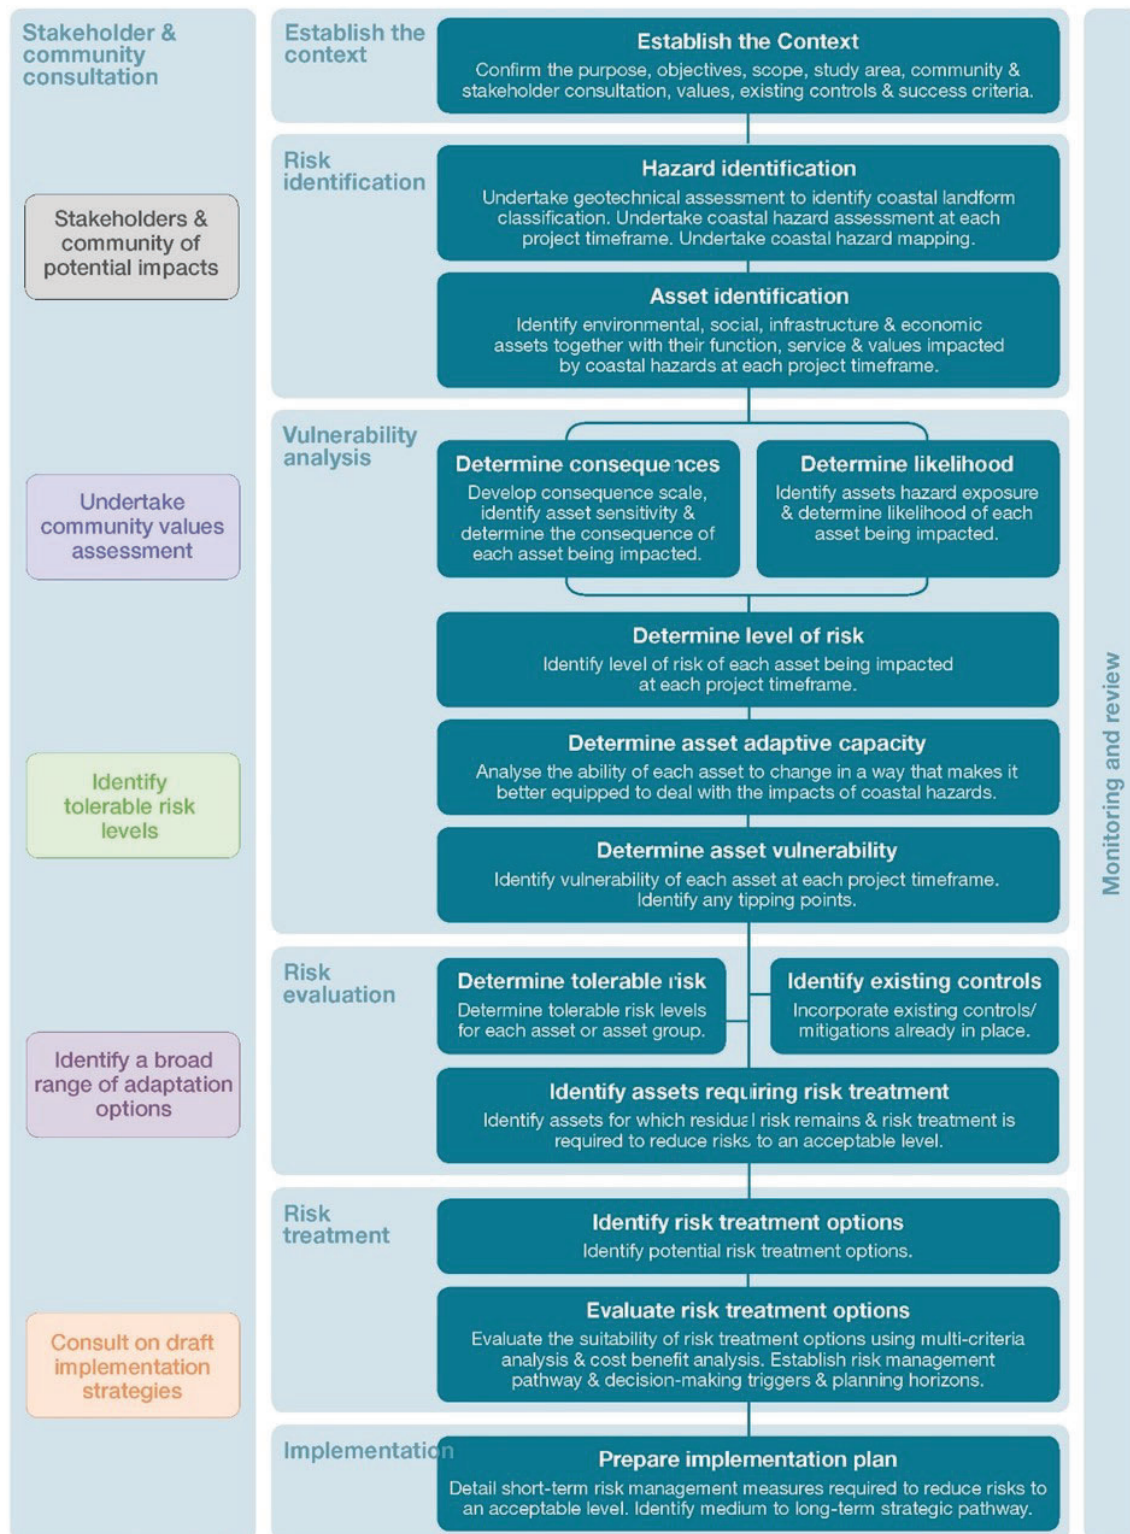 Stakeholder &
community
consultation
Stakeholders &
community of
potential impacts
Undertake
community values
assessment
Identify
tolerable risk
levels
Identify a broad
range of adaptation
options
Consult on draft
implementation
strategies
Establish the
context
Establish the Context
Confirm the purpose, objectives, scope, study area, community &
stakeholder consultation, values, existing controls & success criteria.
Risk
identification
Hazard identification
Undertake geotechnical assessment to identify coastal landform
classification. Undertake coastal hazard assessment at each
project timeframe. Undertake coastal hazard mapping.
Asset identification
Identify environmental, social, infrastructure & economic
assets together with their function, service & values impacted
by coastal hazards at each project timeframe.
Vulnerability
analysis
Determine consequences
Develop consequence scale,
identify asset sensitivity &
determine the consequence of
each asset being impacted.
Determine likelihood
Identify assets hazard exposure
& determine likelihood of each
asset being impacted.
Determine level of risk
Identify level of risk of each asset being impacted
at each project timeframe.
Determine asset adaptive capacity
Analyse the ability of each asset to change in a way that makes it
better equipped to deal with the impacts of coastal hazards.
Determine asset vulnerability
Identify vulnerability of each asset at each project timeframe.
Identify any tipping points.
Risk
evaluation
Determine tolerable risk
Determine tolerable risk levels
for each asset or asset group.
Identify existing controls
Incorporate existing controls/
mitigations already in place.
Identify assets requiring risk treatment
Identify assets for which residual risk remains & risk treatment is
required to reduce risks to an acceptable level.
Risk
treatment
Identify risk treatment options
Identify potential risk treatment options.
Evaluate risk treatment options
Evaluate the suitability of risk treatment options using multi-criteria
analysis & cost benefit analysis. Establish risk management
pathway & decision-making triggers & planning horizons.
Implementation
Prepare implementation plan
Detail short-term risk management measures required to reduce risks to
an acceptable level. Identify medium to long-term strategic pathway.
Monitoring and review